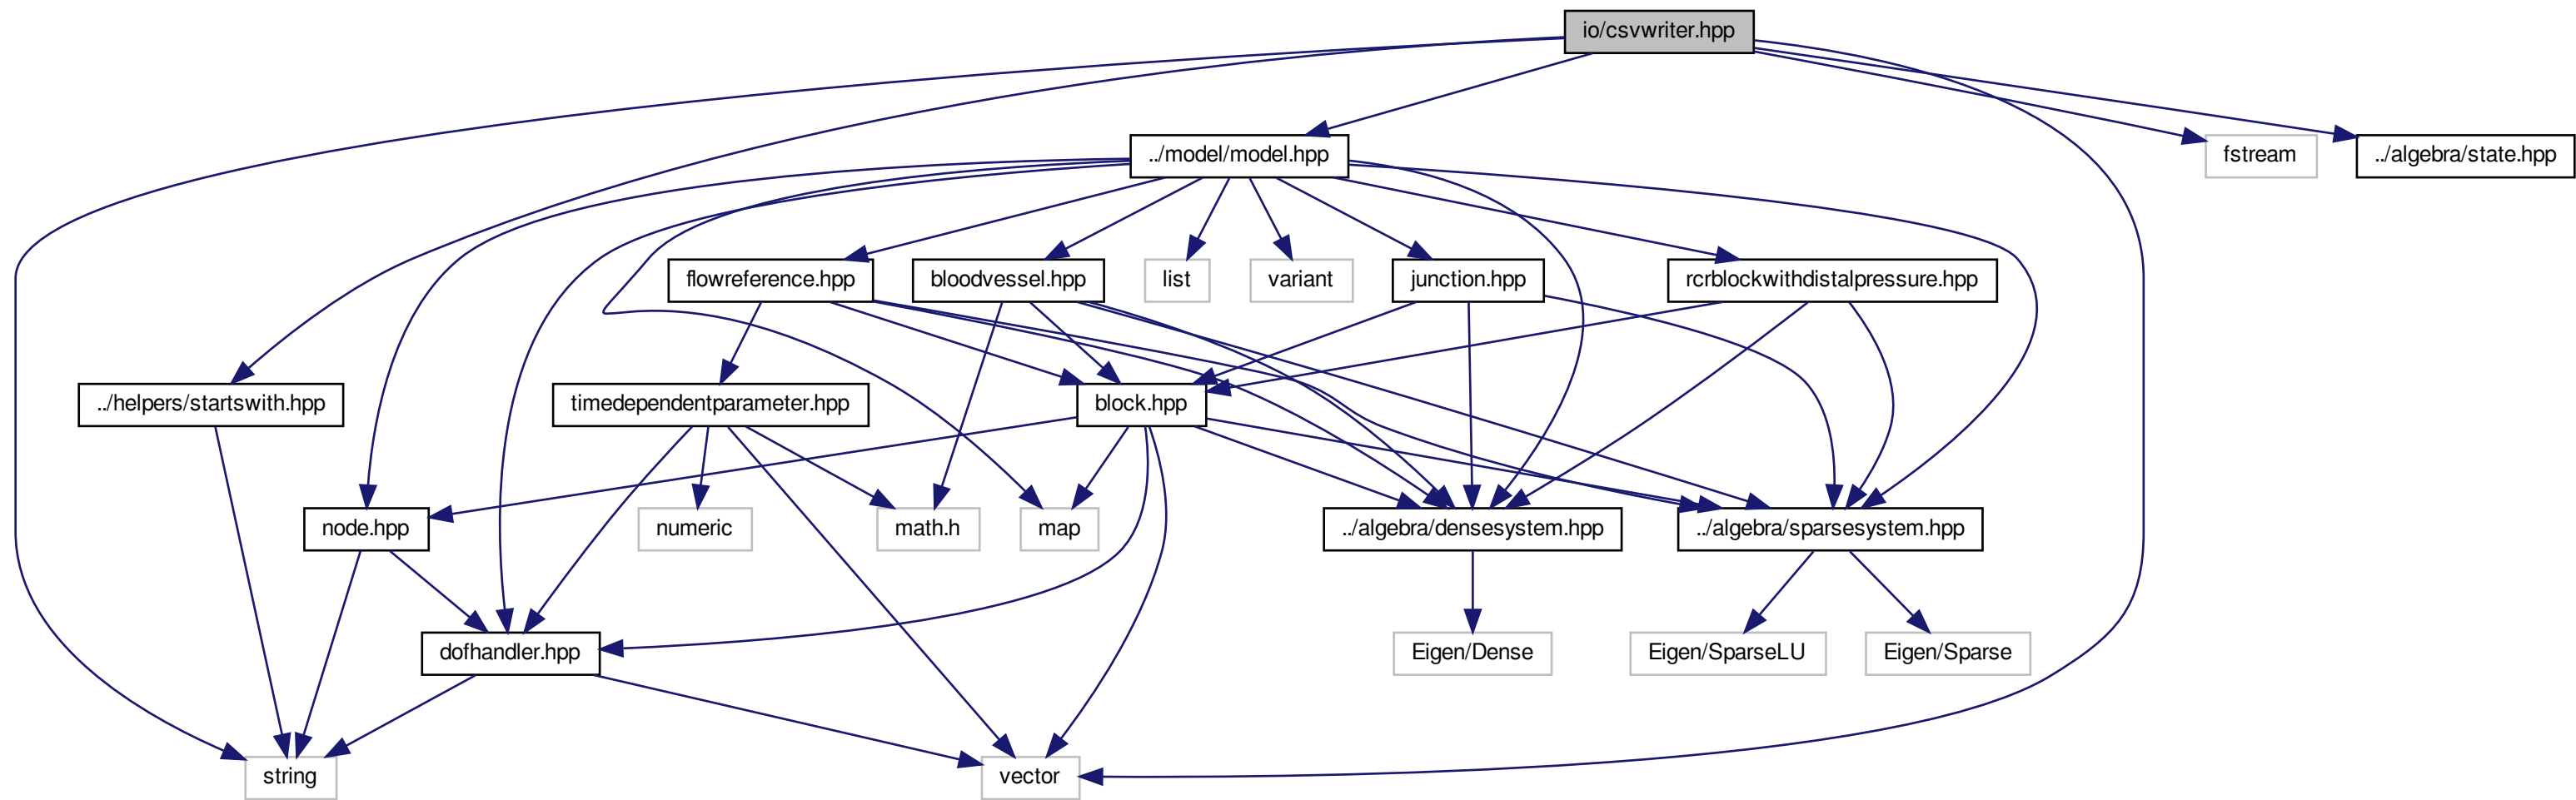 io/csvwriter.hpp
../model/model.hpp
fstream
../algebra/state.hpp
flowreference.hpp
bloodvessel.hpp
list
variant
junction.hpp
rcrblockwithdistalpressure.hpp
../helpers/startswith.hpp
timedependentparameter.hpp
block.hpp
node.hpp
numeric
math.h
map
../algebra/densesystem.hpp
../algebra/sparsesystem.hpp
dofhandler.hpp
Eigen/Dense
Eigen/SparseLU
Eigen/Sparse
string
vector